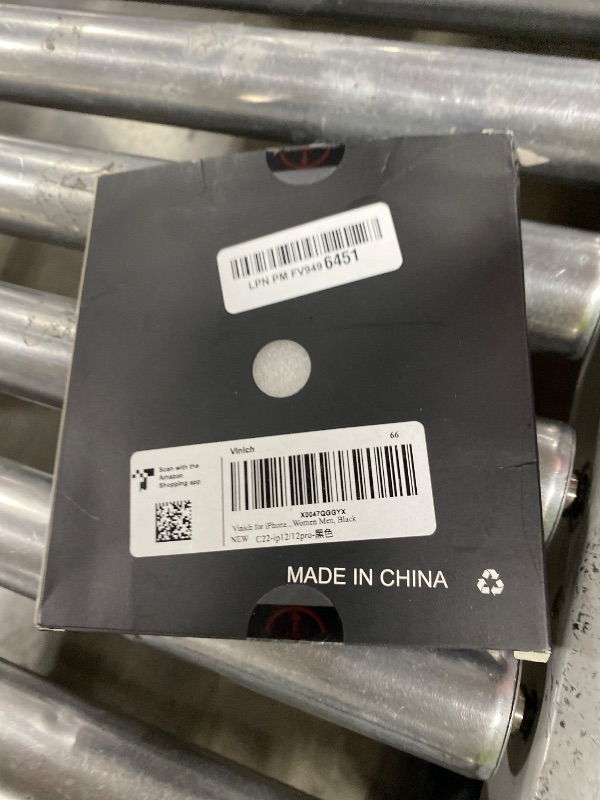 LPN PM FV949 6451
Scan with the
Amazon
Shopping app
Vinich
66
X0047QGGYX
Vinich for iPhone...Women Men, Black
NEW C22-ip12/12pro-黑色
MADE IN CHINA